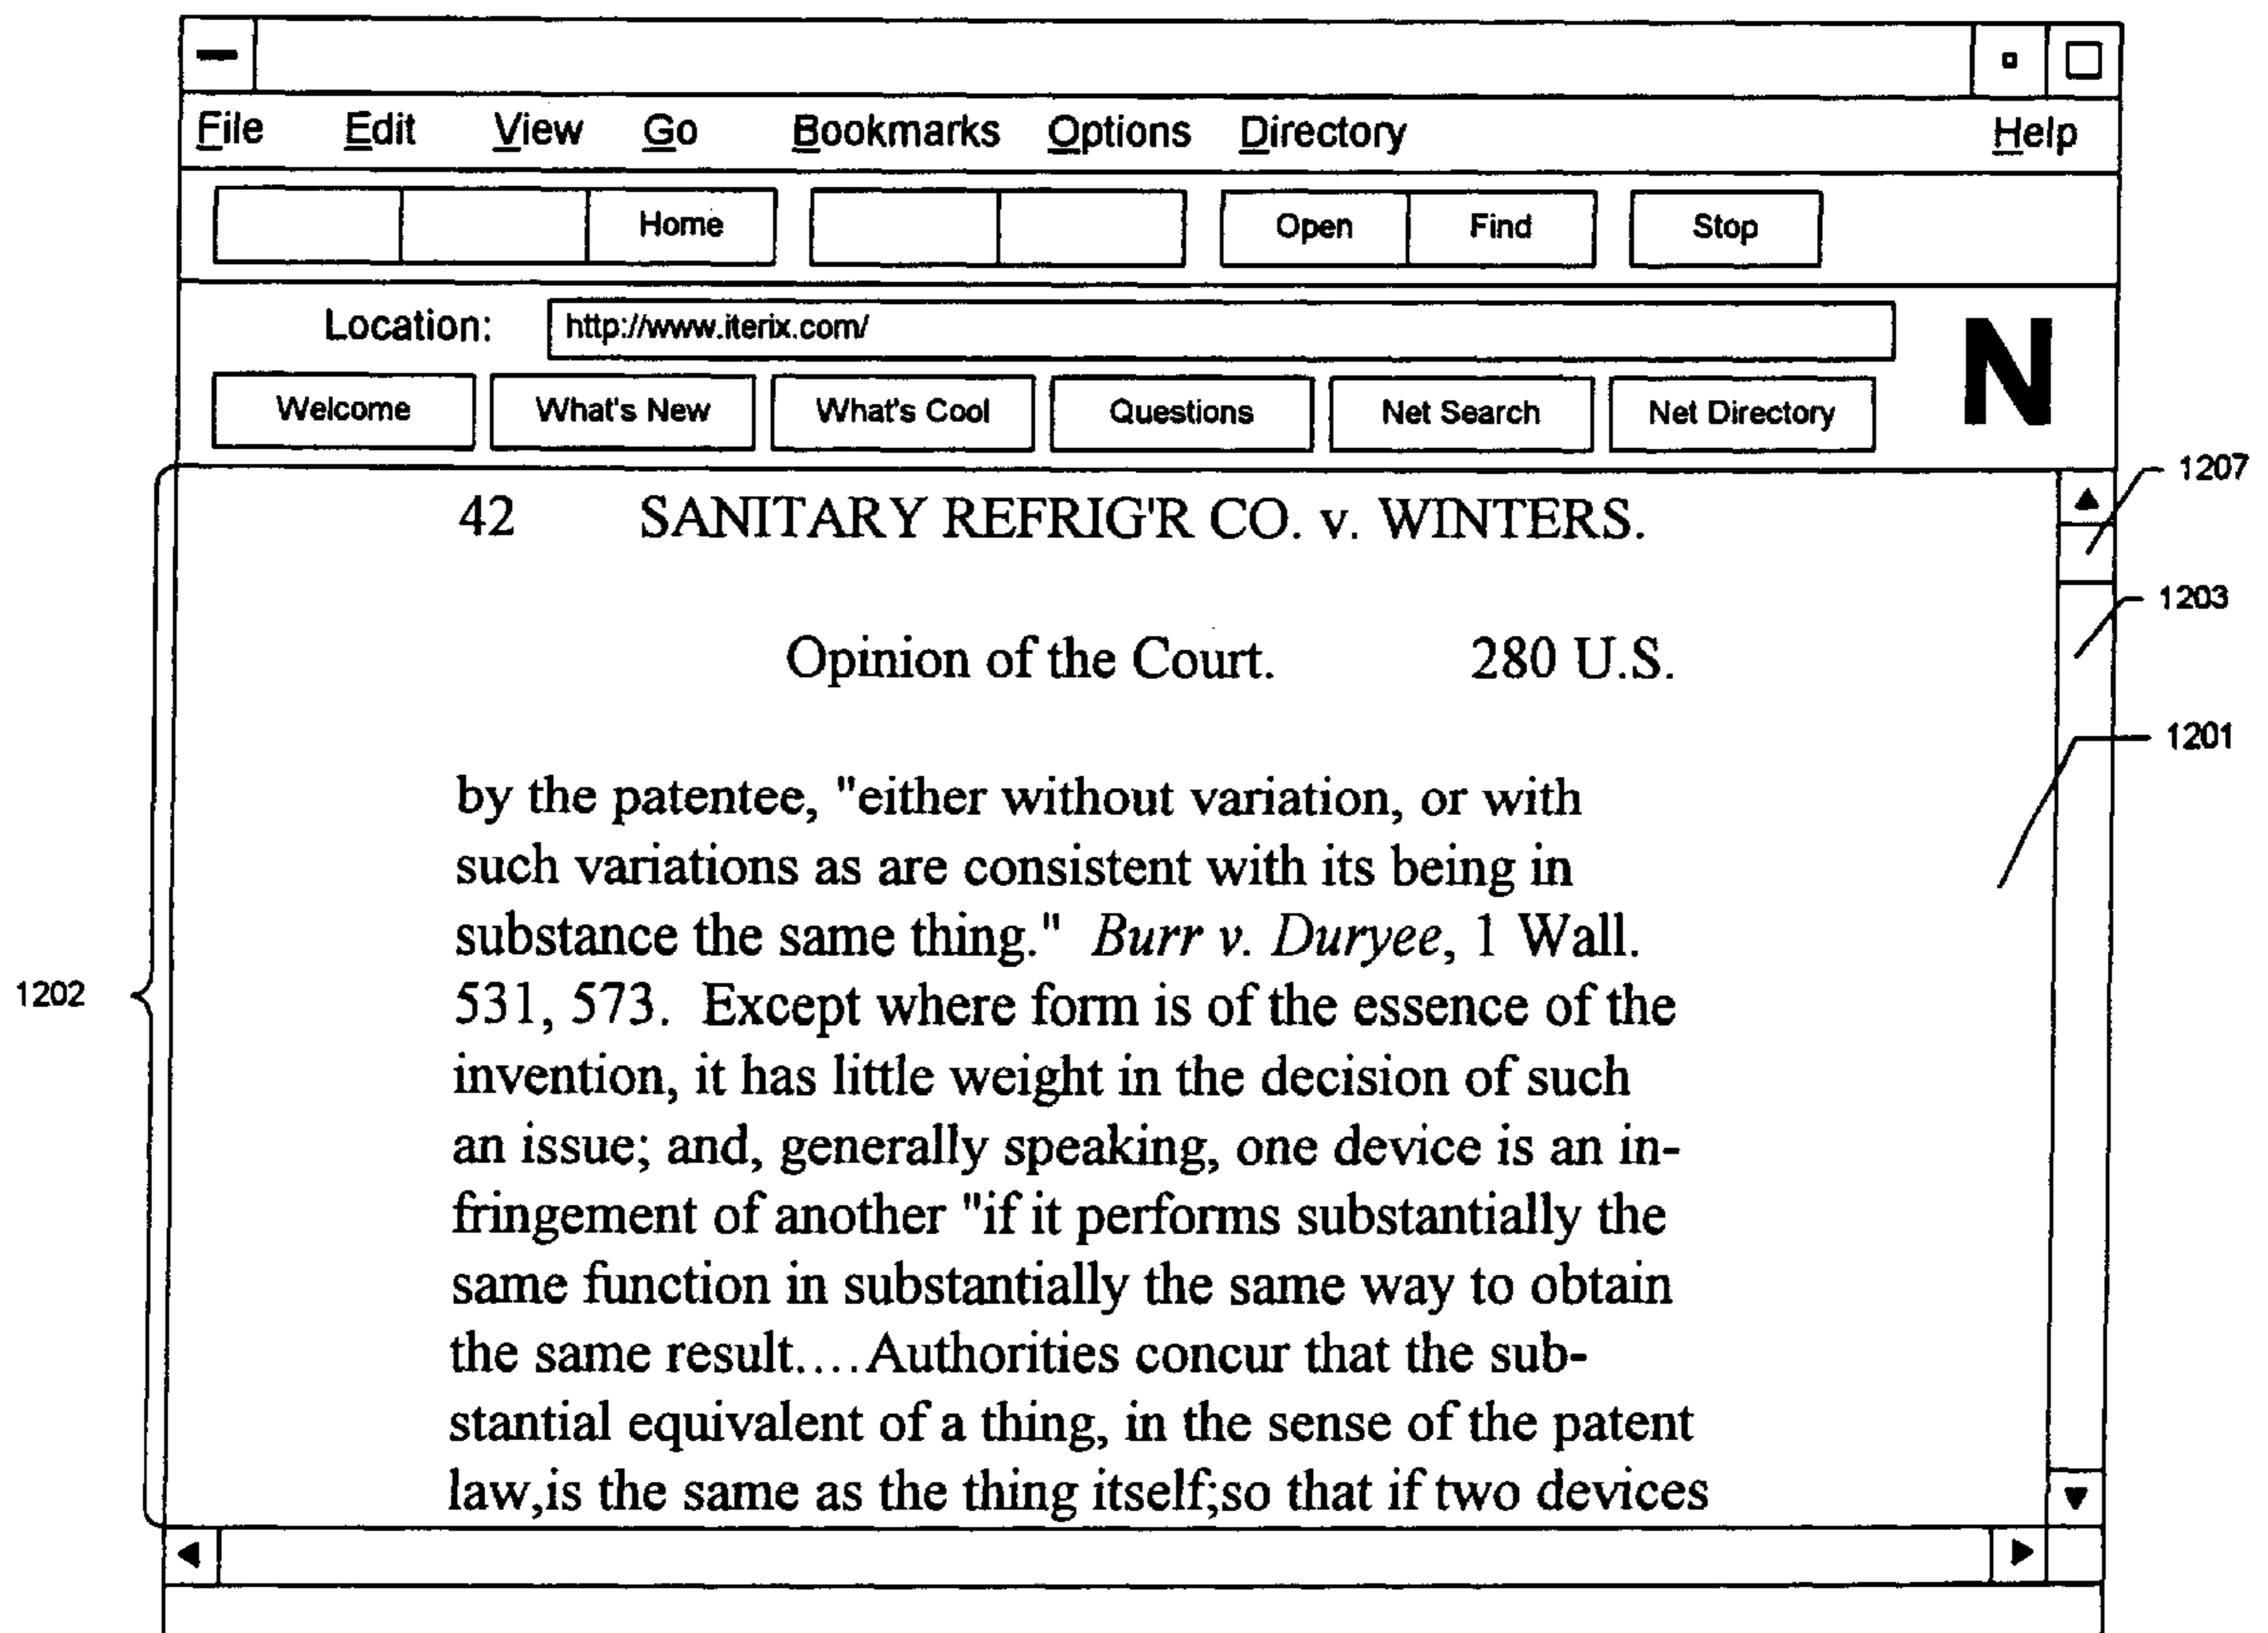 File Edit View Go Bookmarks Options Directory Help
Home Open Find Stop
Location: http://www.iterix.com/
N
Welcome What's New What's Cool Questions Net Search Net Directory
1207
42 SANITARY REFRIG'R CO. v. WINTERS.
1203
Opinion of the Court. 280 U.S.
1201
by the patentee, "either without variation, or with
such variations as are consistent with its being in
substance the same thing." Burr v. Duryee, 1 Wall.
1202
531, 573. Except where form is of the essence of the
invention, it has little weight in the decision of such
an issue; and, generally speaking, one device is an in-
fringement of another "if it performs substantially the
same function in substantially the same way to obtain
the same result....Authorities concur that the sub-
stantial equivalent of a thing, in the sense of the patent
law,is the same as the thing itself;so that if two devices